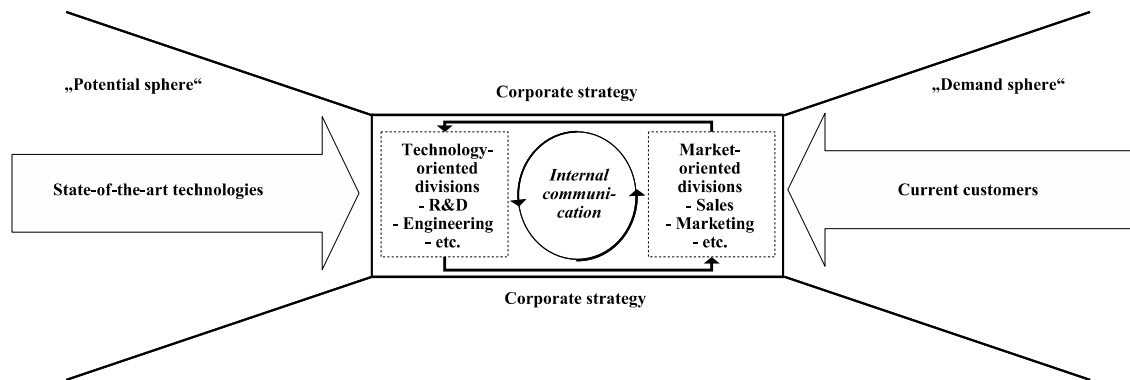 „Potential sphere“
Corporate strategy
„Demand sphere“
State-of-the-art technologies
Technology-
oriented
divisions
- R&D
- Engineering
- etc.
Internal
communi-
cation
Market-
oriented
divisions
- Sales
- Marketing
- etc.
Current customers
Corporate strategy